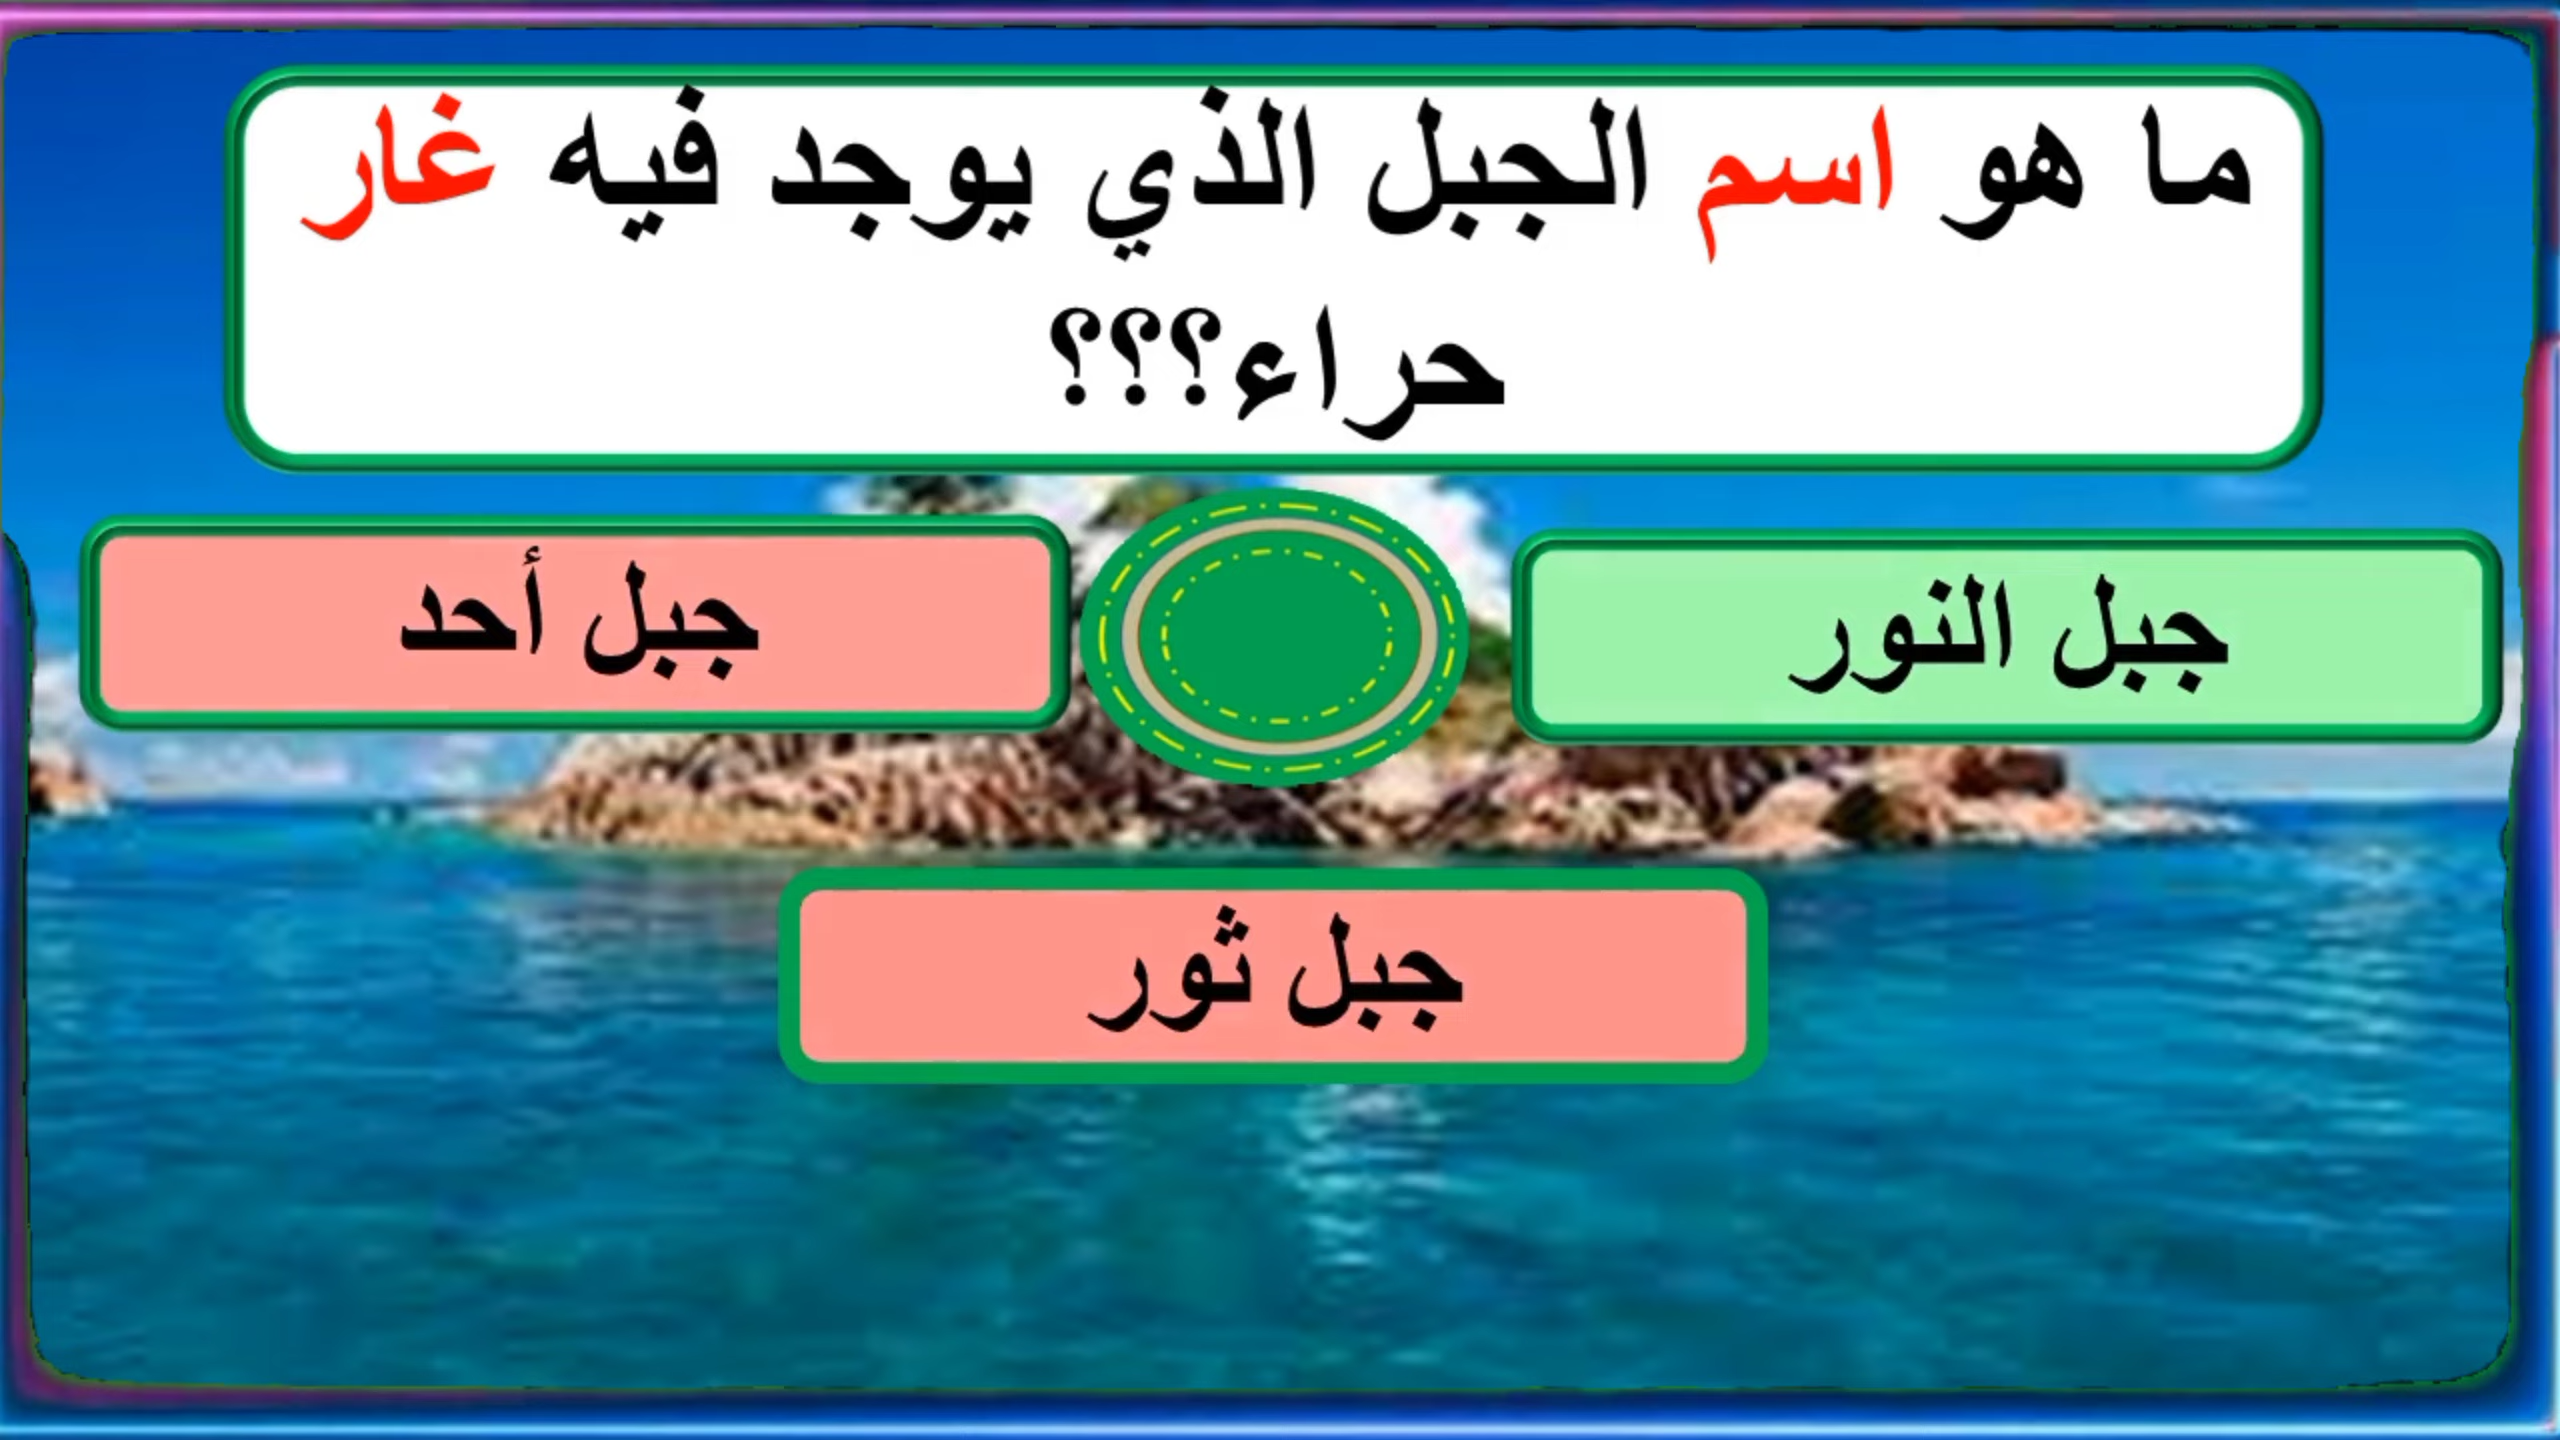 ما هو اسم الجبل الذي يوجد فيه غار
حراء؟؟؟
جبل النور
جبل أحد
جبل ثور